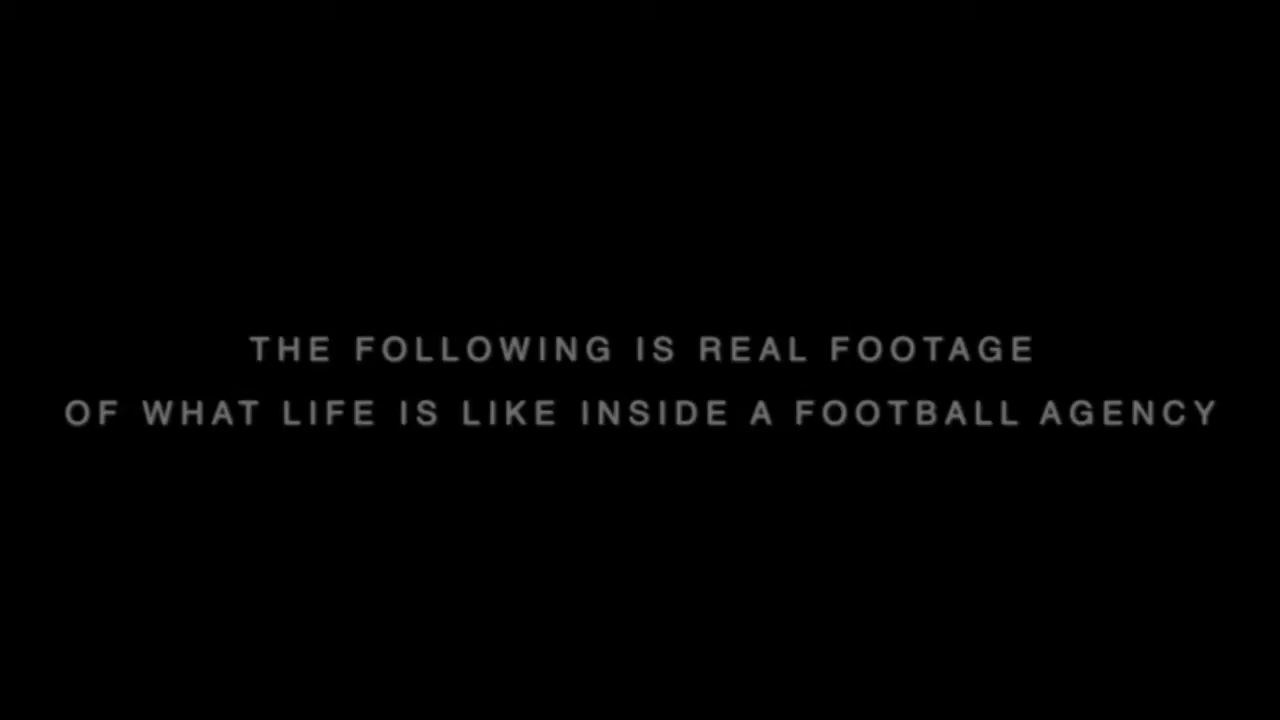 THE FOLLOWING IS REAL FOOTAGE
OF WHAT LIFE IS LIKE INSIDE A FOOTBALL AGENCY